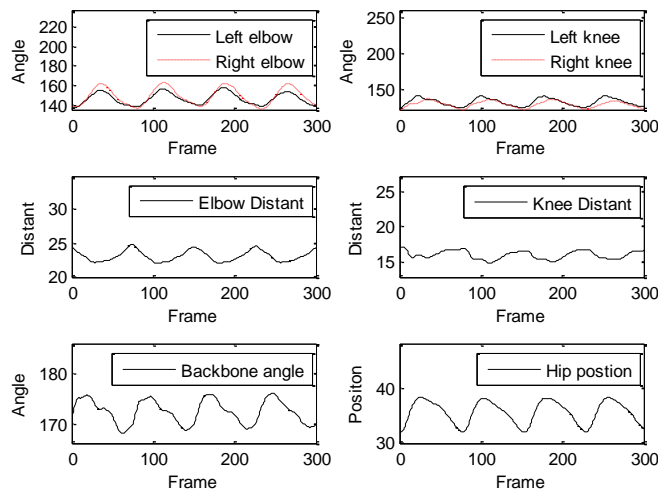 Angle
220
200
180
160
140
0
100
200
300
Frame
Left elbow
Right elbow
Angle
250
200
150
0
100
200
300
Frame
Left knee
Right knee
Distant
30
25
20
0
100
200
300
Frame
Elbow Distant
Distant
25
20
15
0
100
200
300
Frame
Knee Distant
Angle
180
170
0
100
200
300
Frame
Backbone angle
Positon
40
30
0
100
200
300
Frame
Hip postion